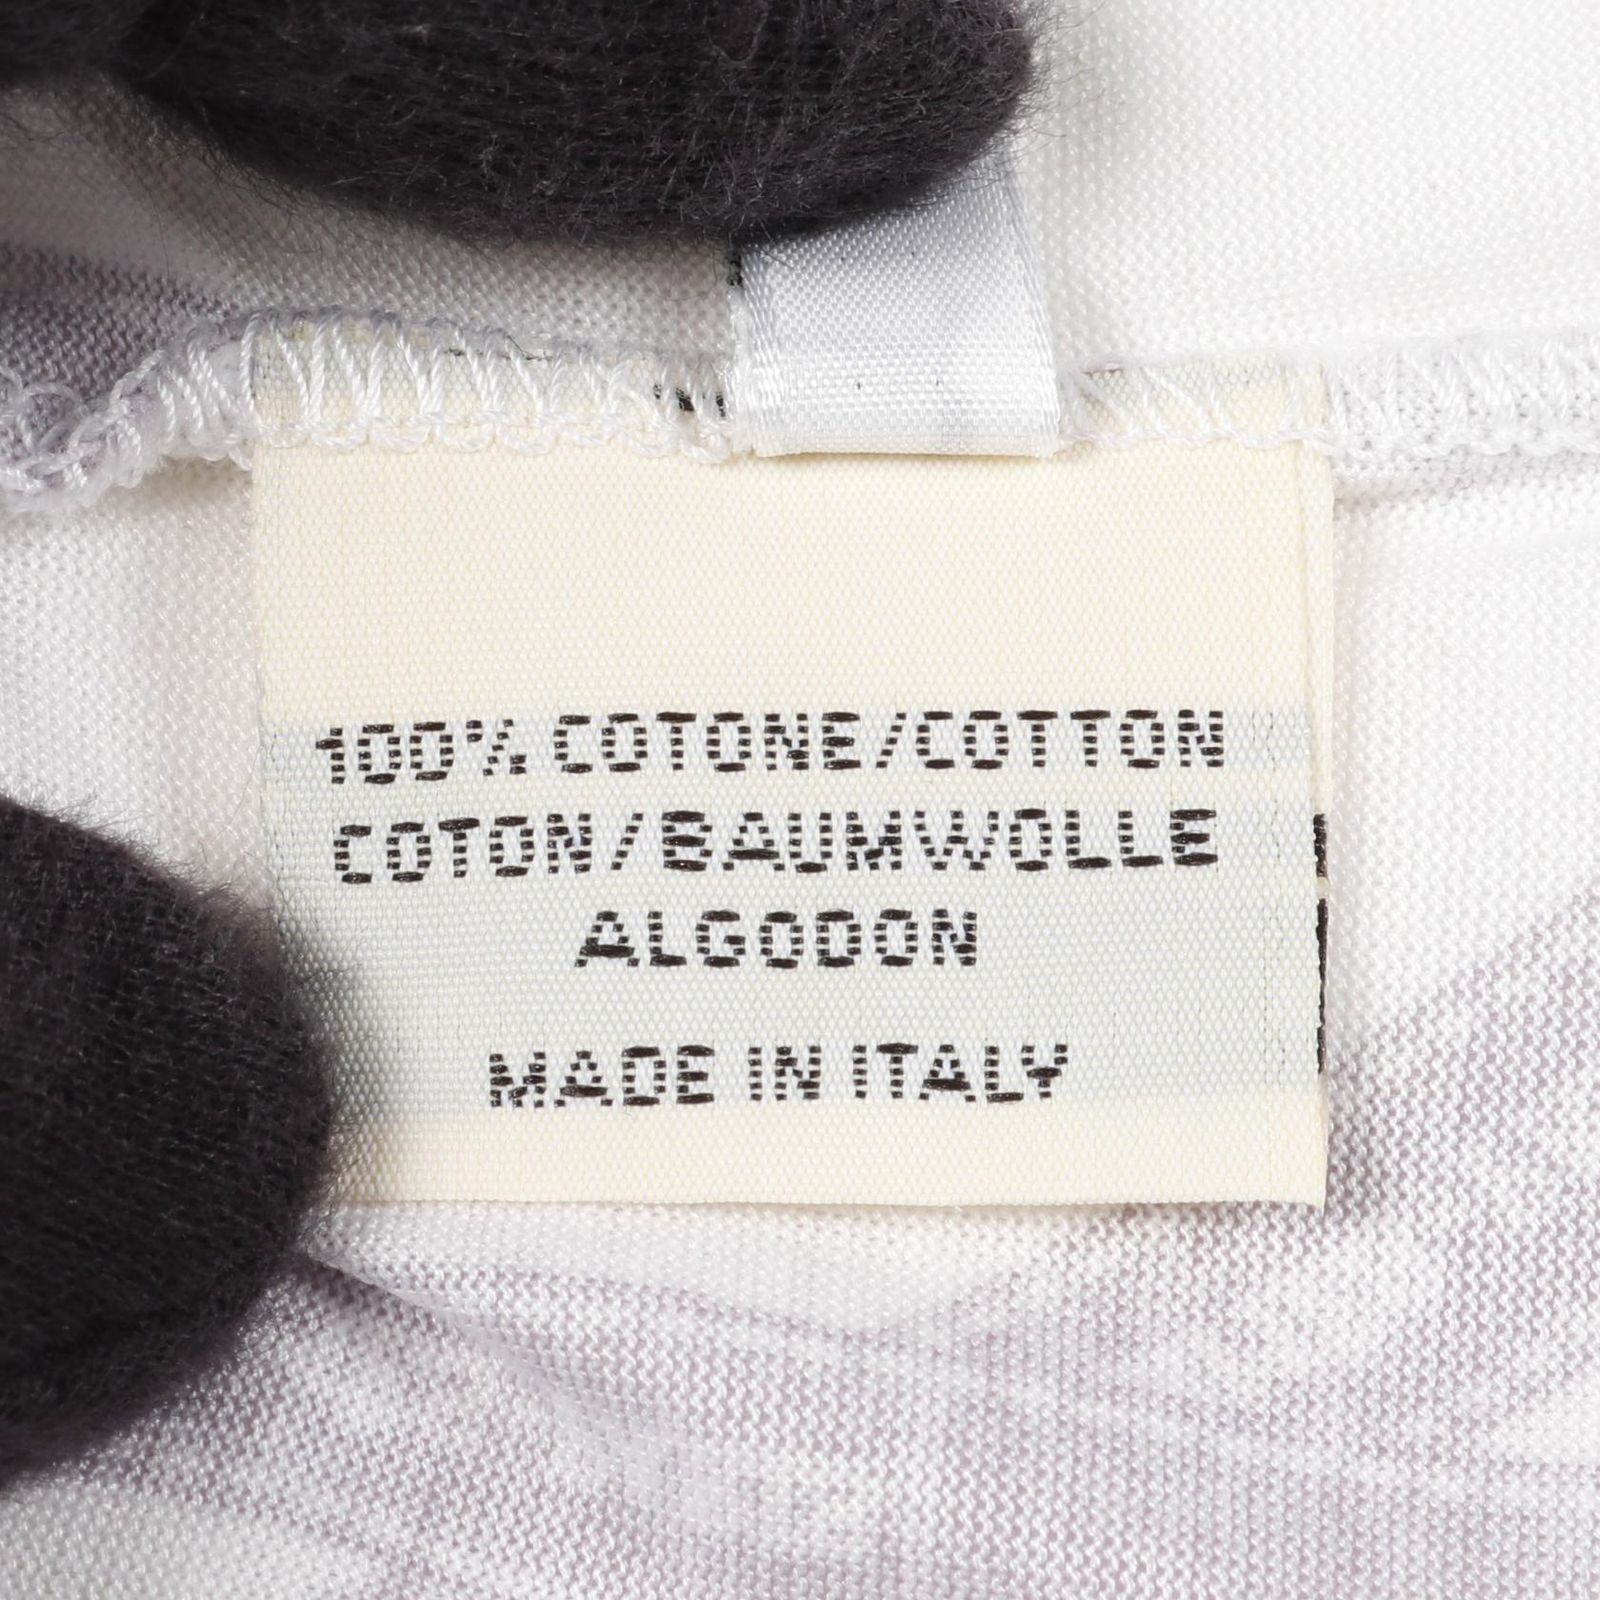 100% COTONE/COTTON
COTON/BAUMWOLLE
ALGODON
MADE IN ITALY